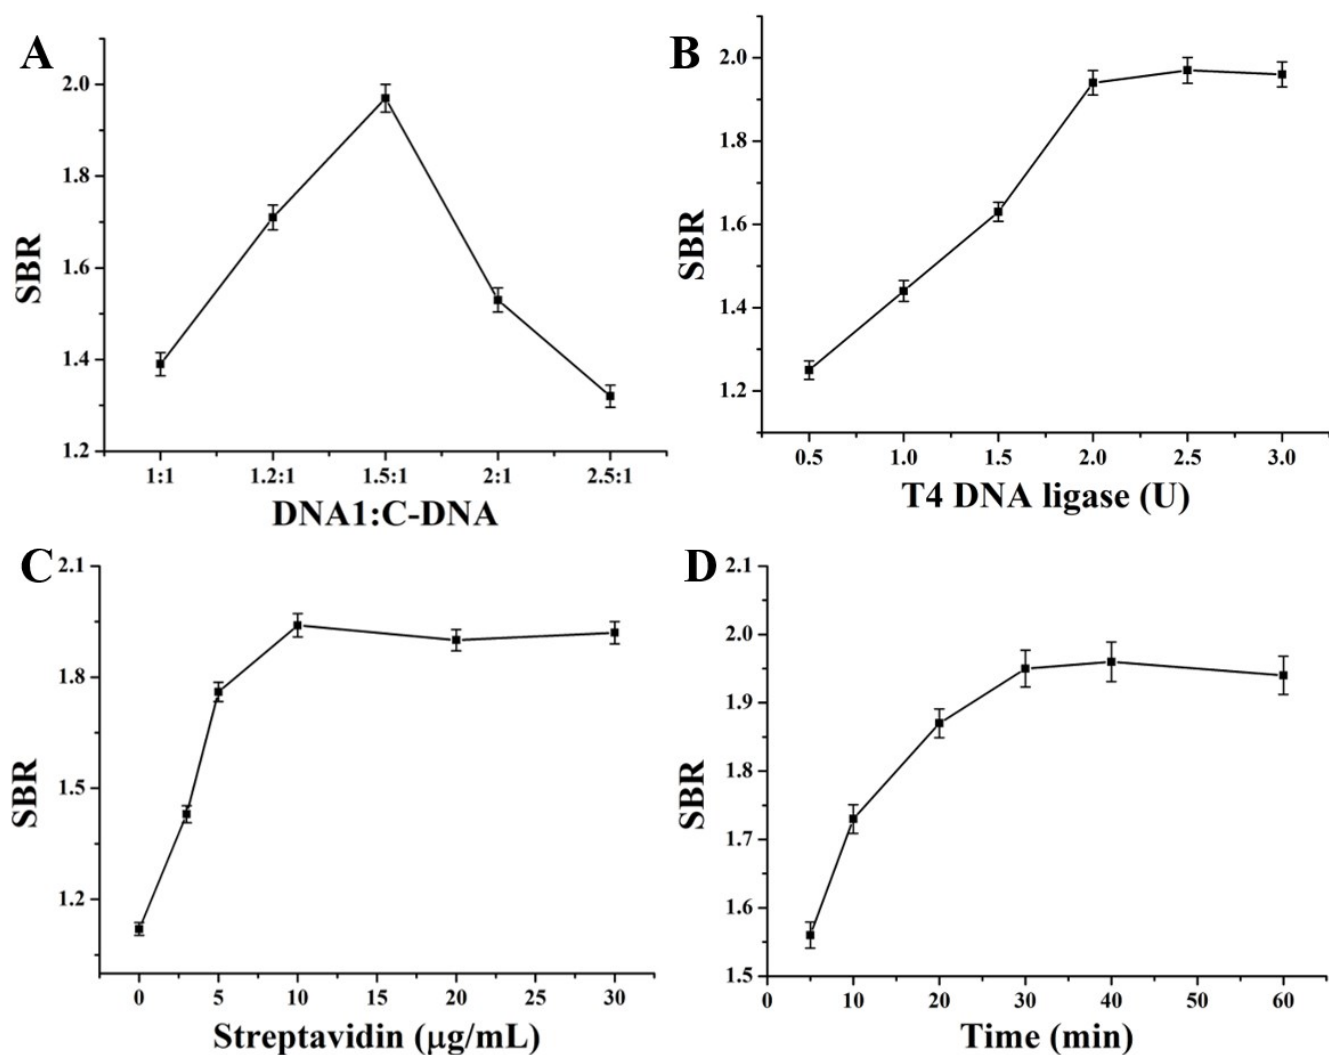 A
2.0
1.8
1.6
1.4
1.2
SBR
1:1 1.2:1 1.5:1 2:1 2.5:1
DNA1:C-DNA
B
2.0
1.8
1.6
1.4
1.2
SBR
0.5 1.0 1.5 2.0 2.5 3.0
T4 DNA ligase (U)
C
2.1
1.8
1.5
1.2
SBR
0 5 10 15 20 25 30
Streptavidin (μg/mL)
D
2.1
2.0
1.9
1.8
1.7
1.6
1.5
SBR
0 10 20 30 40 50 60
Time (min)